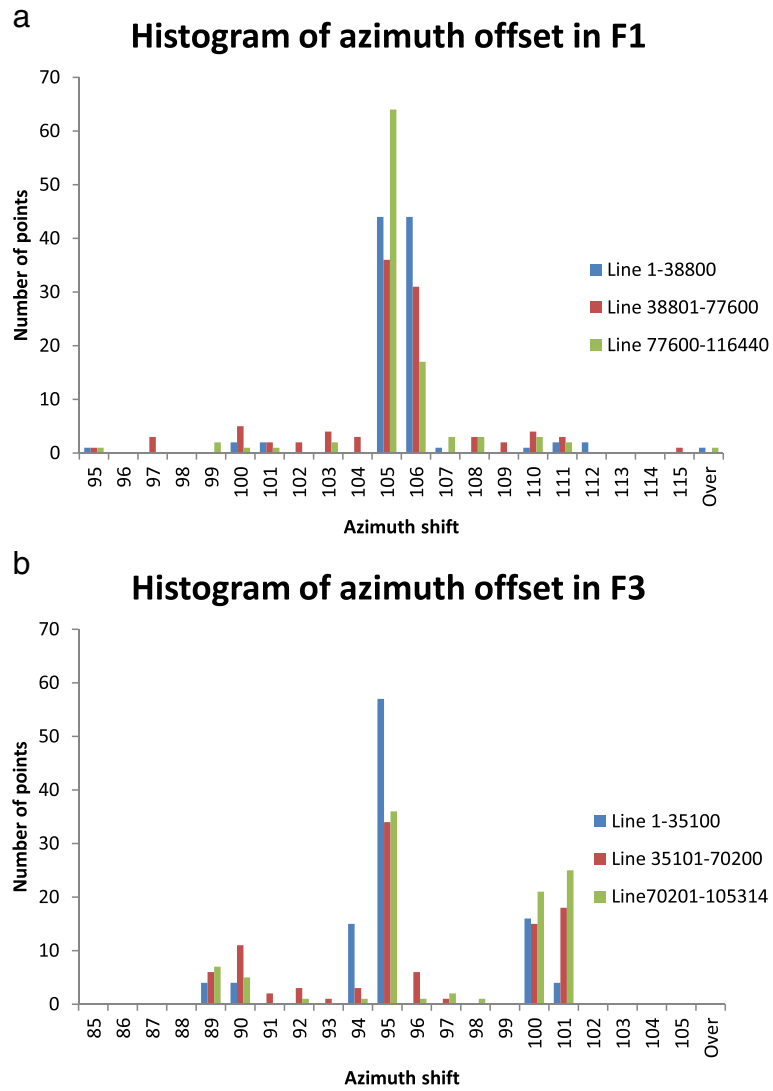 a
Histogram of azimuth offset in F1
70
60
50
40
30
20
10
0
Number of points
Line 1-38800
Line 38801-77600
Line 77600-116440
95 96 97 98 99 100 101 102 103 104 105 106 107 108 109 110 111 112 113 114 115 Over
Azimuth shift
b
Histogram of azimuth offset in F3
70
60
50
40
30
20
10
0
Number of points
Line 1-35100
Line 35101-70200
Line70201-105314
85 86 87 88 89 90 91 92 93 94 95 96 97 98 99 100 101 102 103 104 105 Over
Azimuth shift